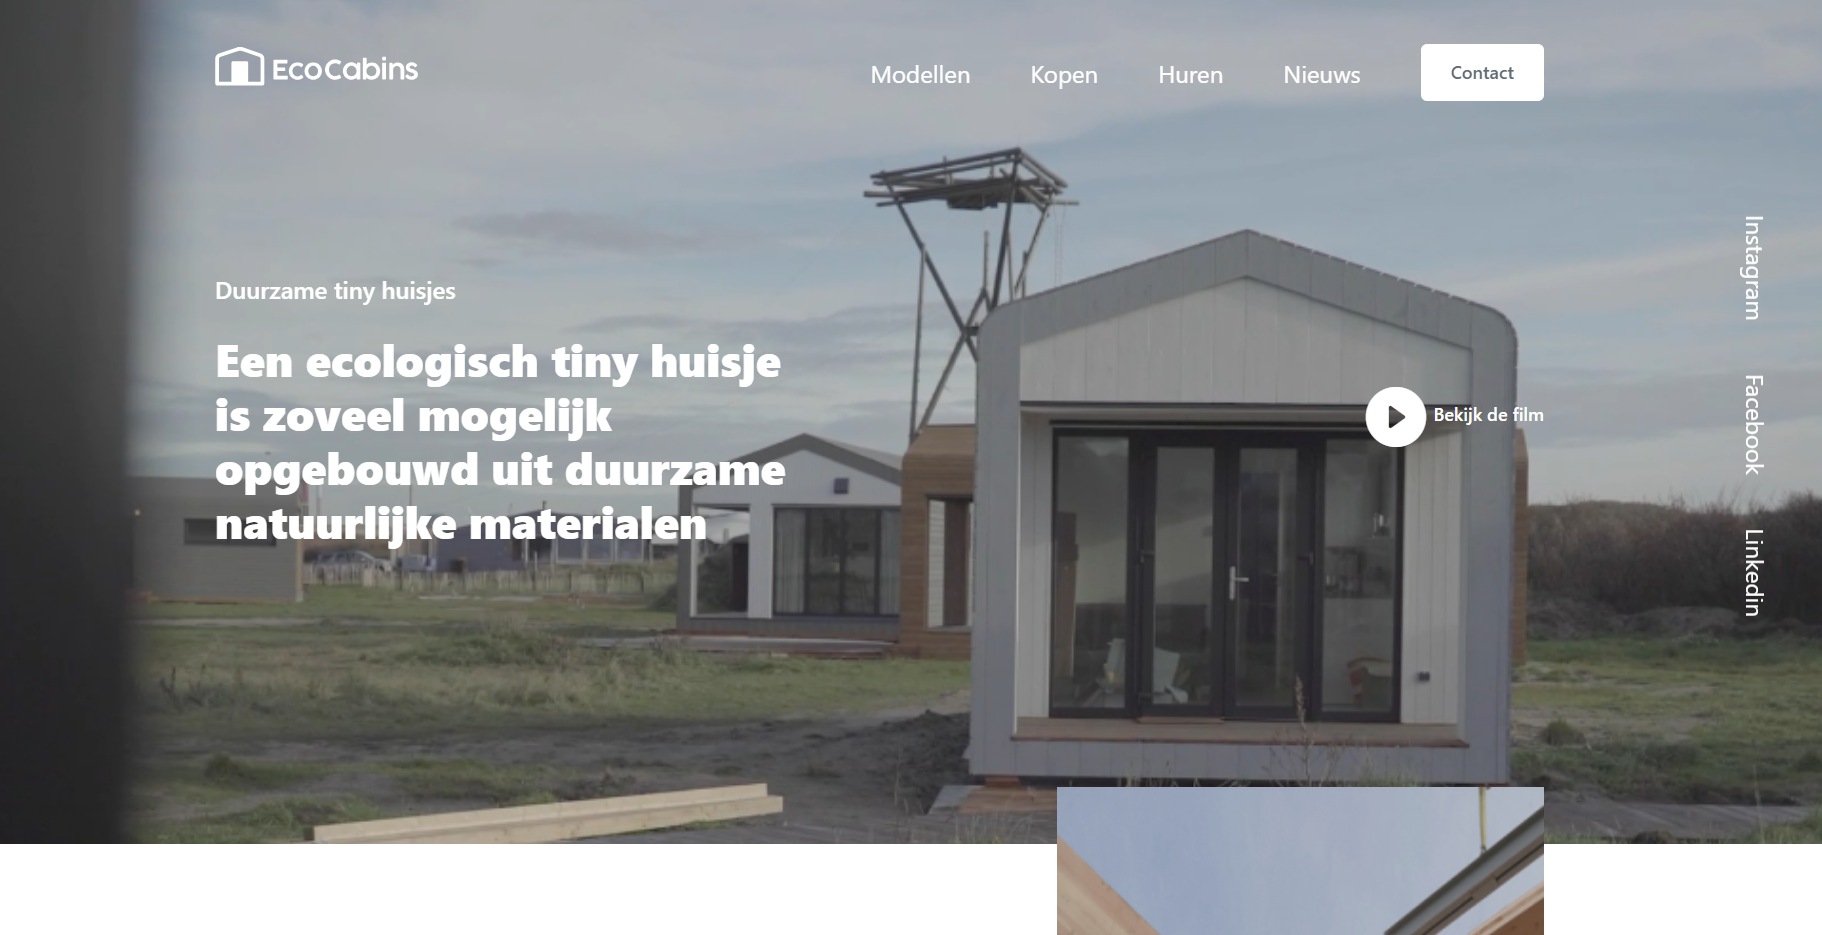 EcoCabins
Modellen
Kopen
Huren
Nieuws
Contact
Duurzame tiny huisjes
Een ecologisch tiny huisje
is zoveel mogelijk
opgebouwd uit duurzame
natuurlijke materialen
Bekijk de film
Instagram
Facebook
Linkedin